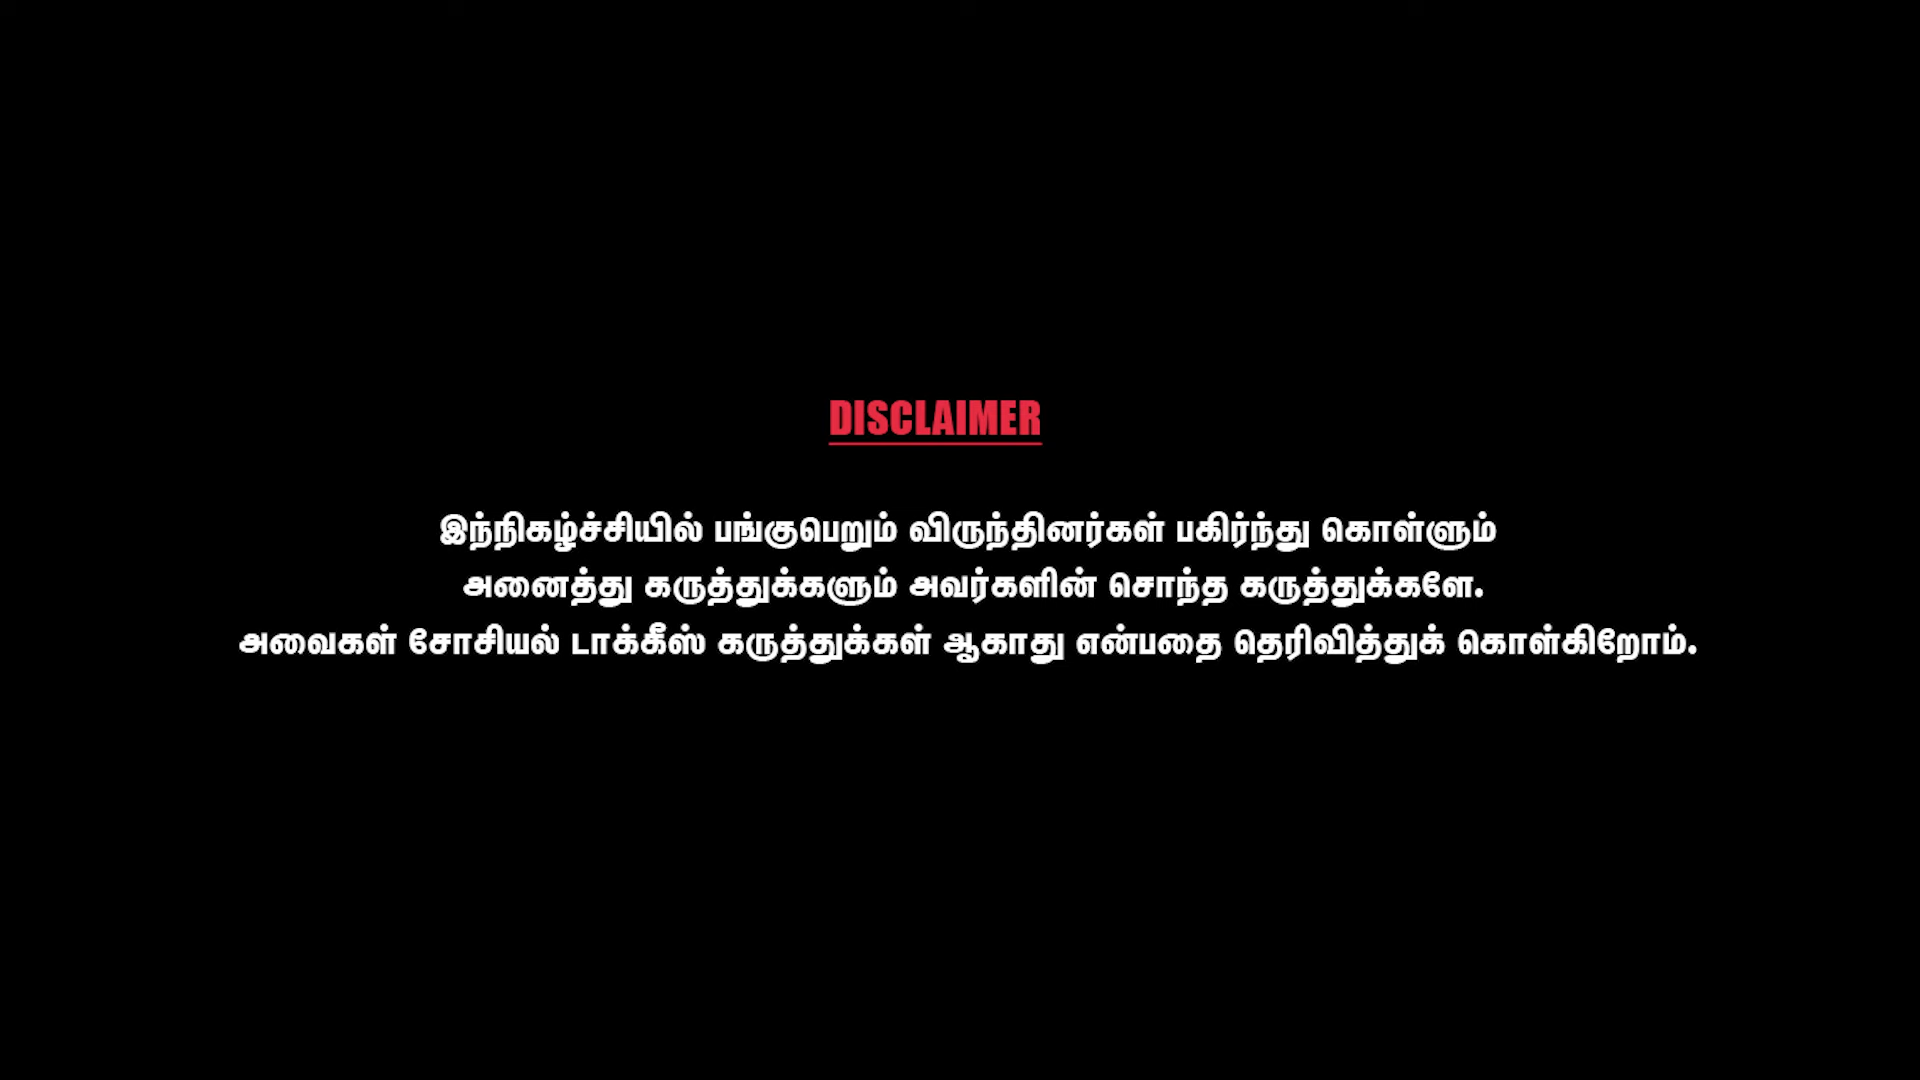 DISCLAIMER
இந்நிகழ்ச்சியில் பங்குபெறும் விருந்தினர்கள் பகிர்ந்து கொள்ளும்
அனைத்து கருத்துக்களும் அவர்களின் சொந்த கருத்துக்களே.
அவைகள் சோசியல் டாக்கீஸ் கருத்துக்கள் ஆகாது என்பதை தெரிவித்துக் கொள்கிறோம்.